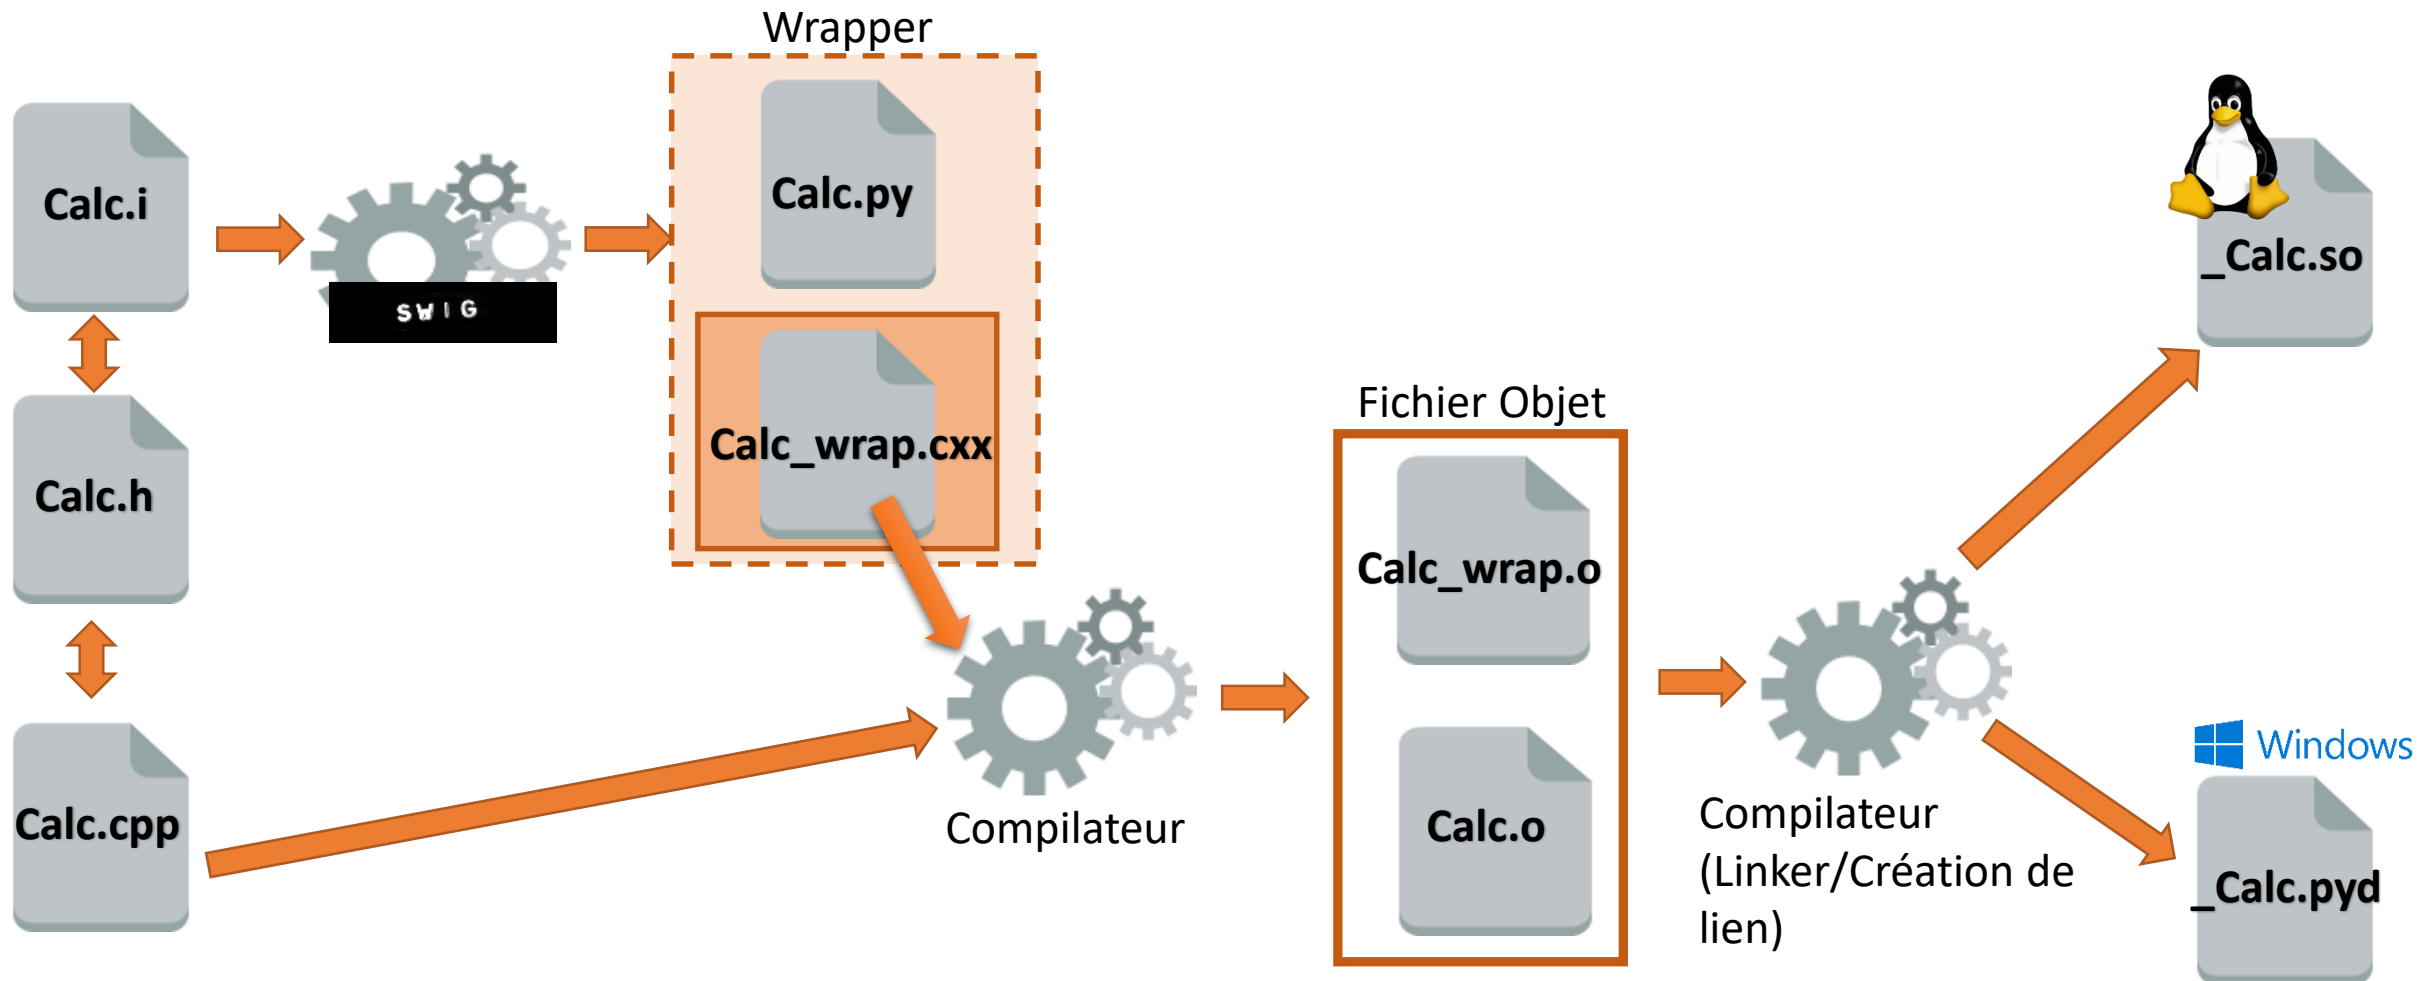 Wrapper
Calc.i
SWIG
Calc.py
Calc_wrap.cxx
Calc.h
Calc.cpp
Compilateur
Fichier Objet
Calc_wrap.o
Calc.o
Compilateur
(Linker/Création de
lien)
_Calc.so
Windows
_Calc.pyd